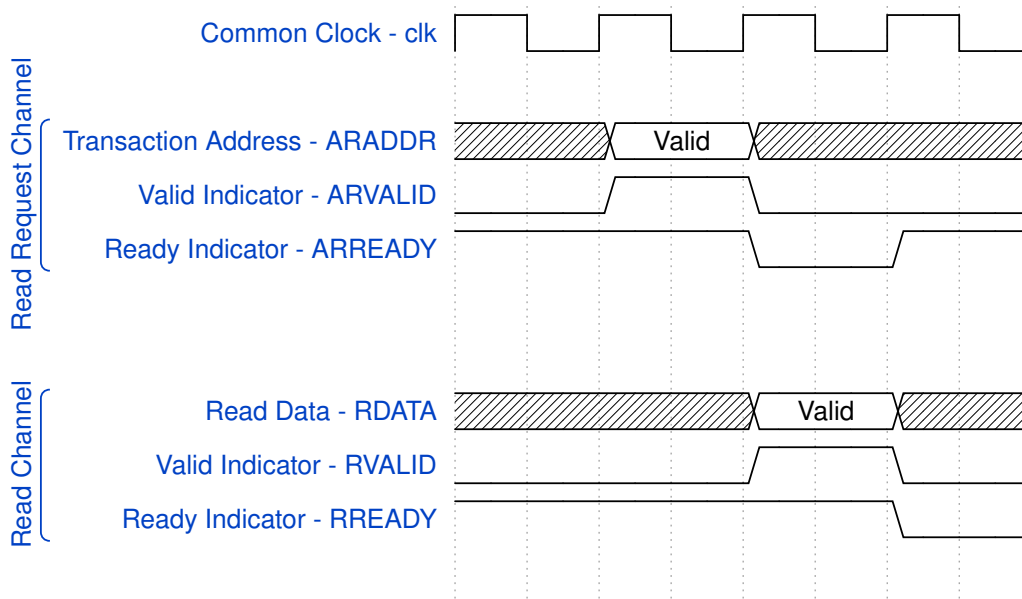 Common Clock - clk
Read Request Channel
Transaction Address - ARADDR
Valid
Valid Indicator - ARVALID
Ready Indicator - ARREADY
Read Channel
Read Data - RDATA
Valid
Valid Indicator - RVALID
Ready Indicator - RREADY